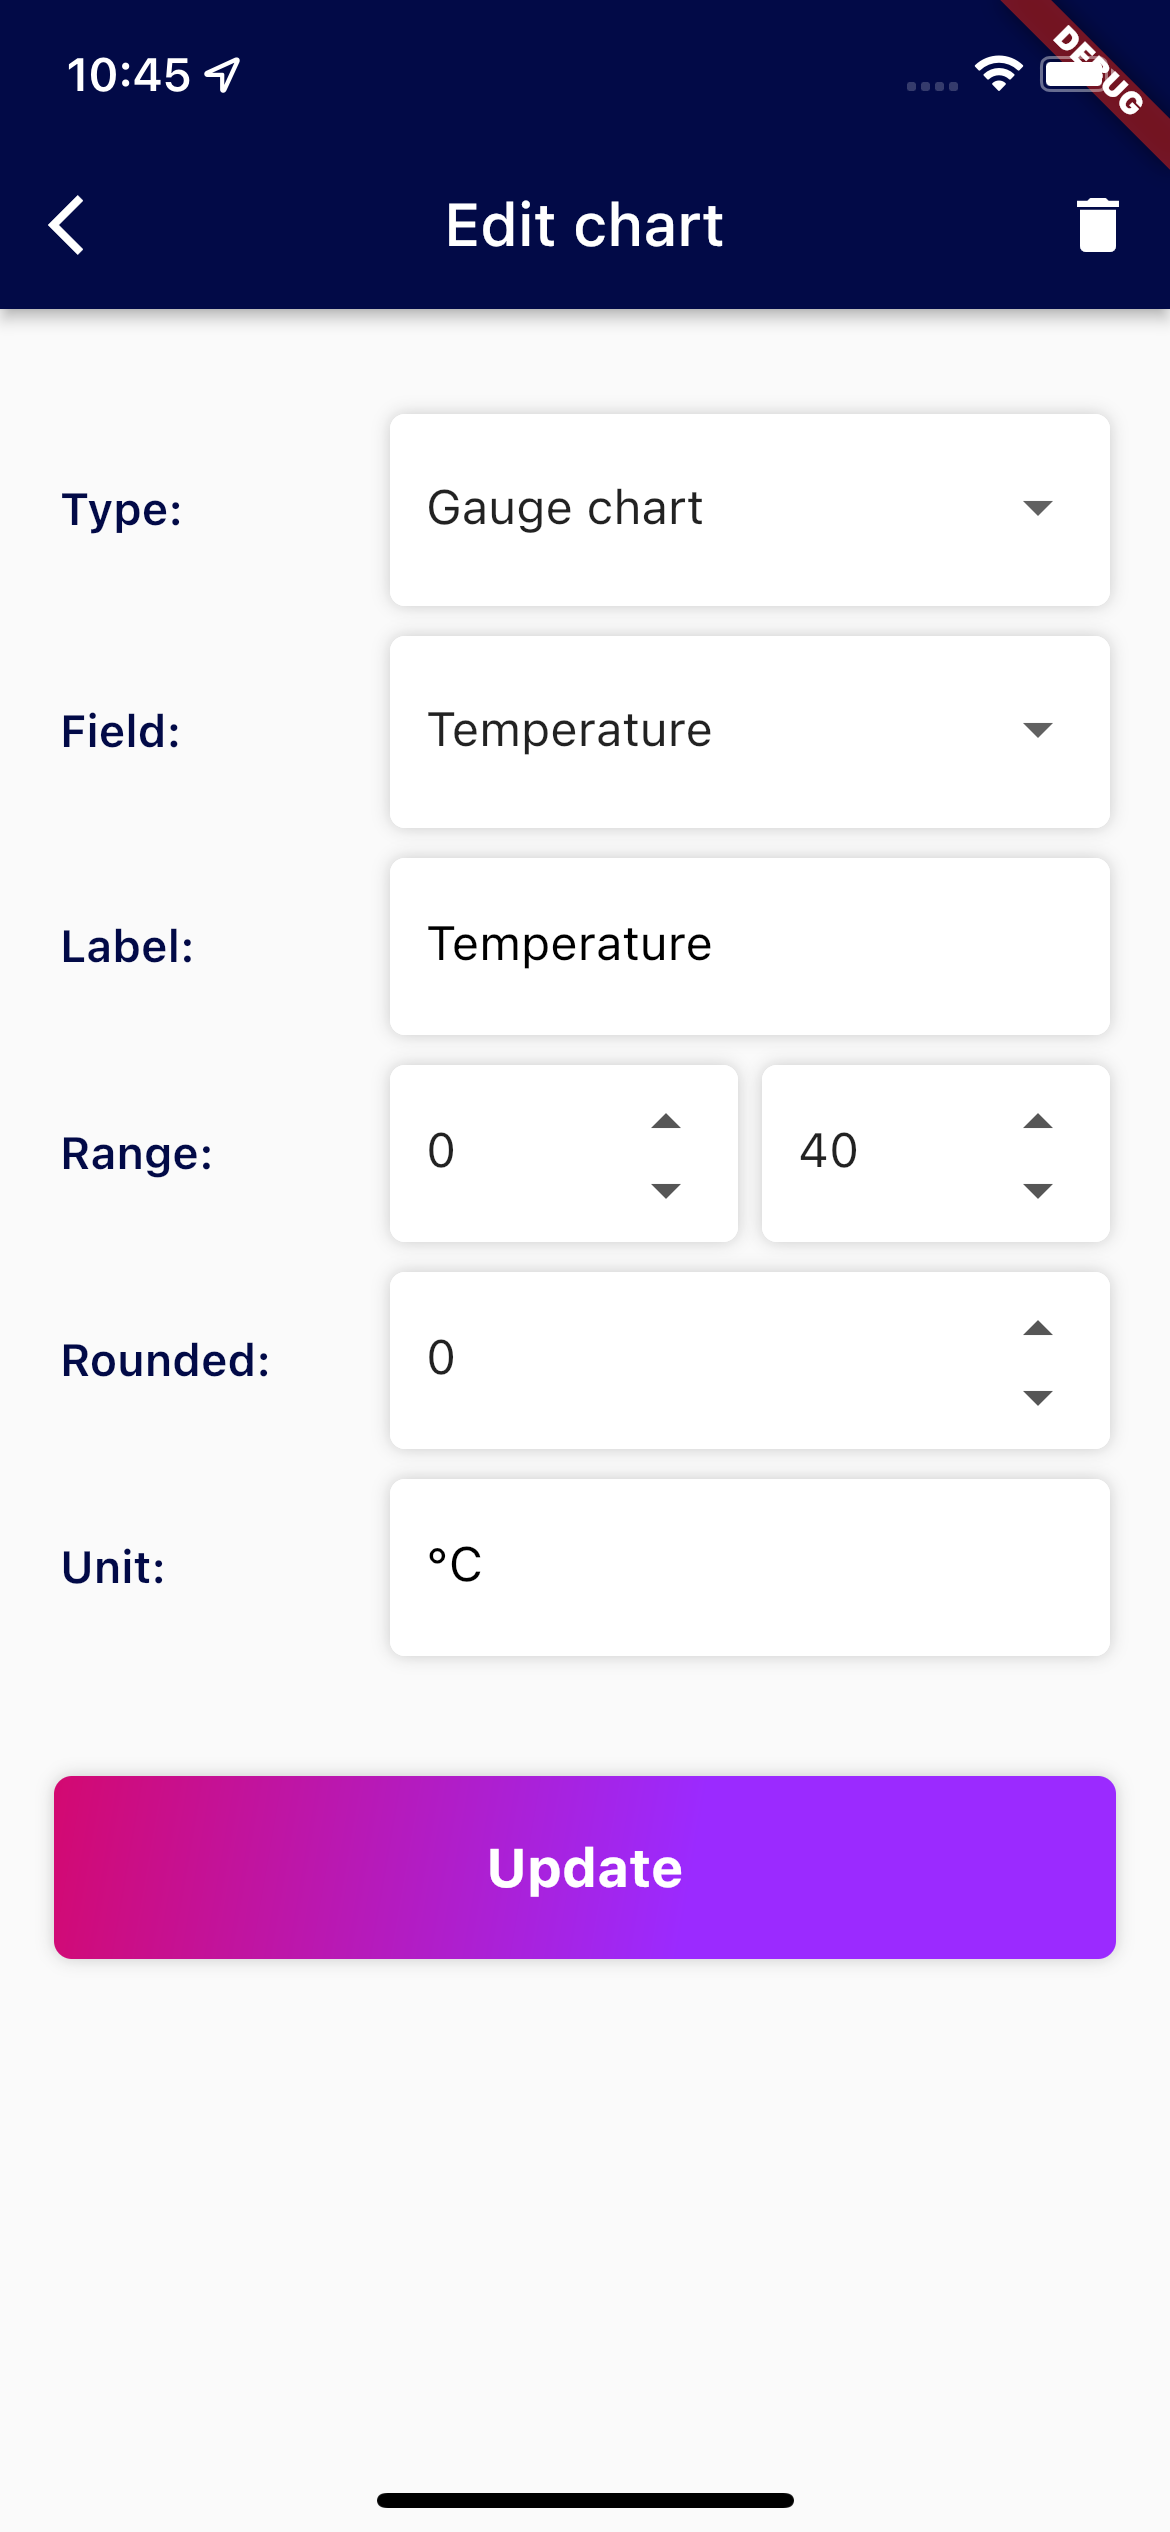 10:45
DEBUG
Edit chart
Type:
Gauge chart
Field:
Temperature
Label:
Temperature
Range:
0
40
Rounded:
0
Unit:
°C
Update